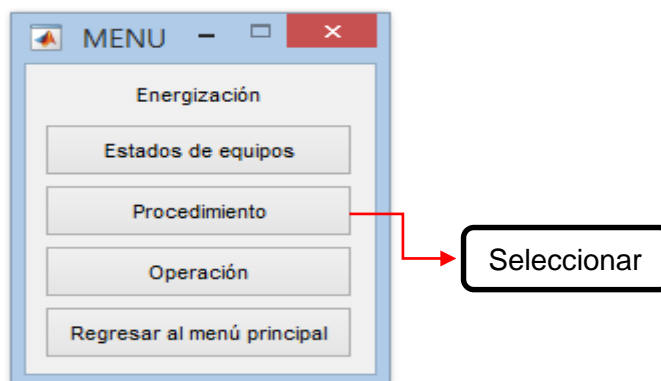 MENU
Energización
Estados de equipos
Procedimiento
Seleccionar
Operación
Regresar al menú principal